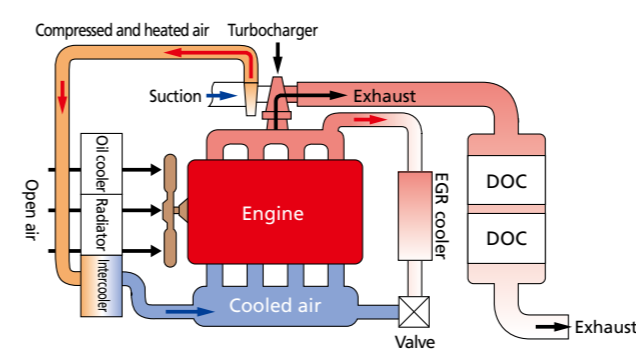 Compressed and heated air
Turbocharger
Suction
Exhaust
Open air
Oil cooler
Radiator
Intercooler
Engine
EGR cooler
DOC
DOC
Cooled air
Valve
Exhaust